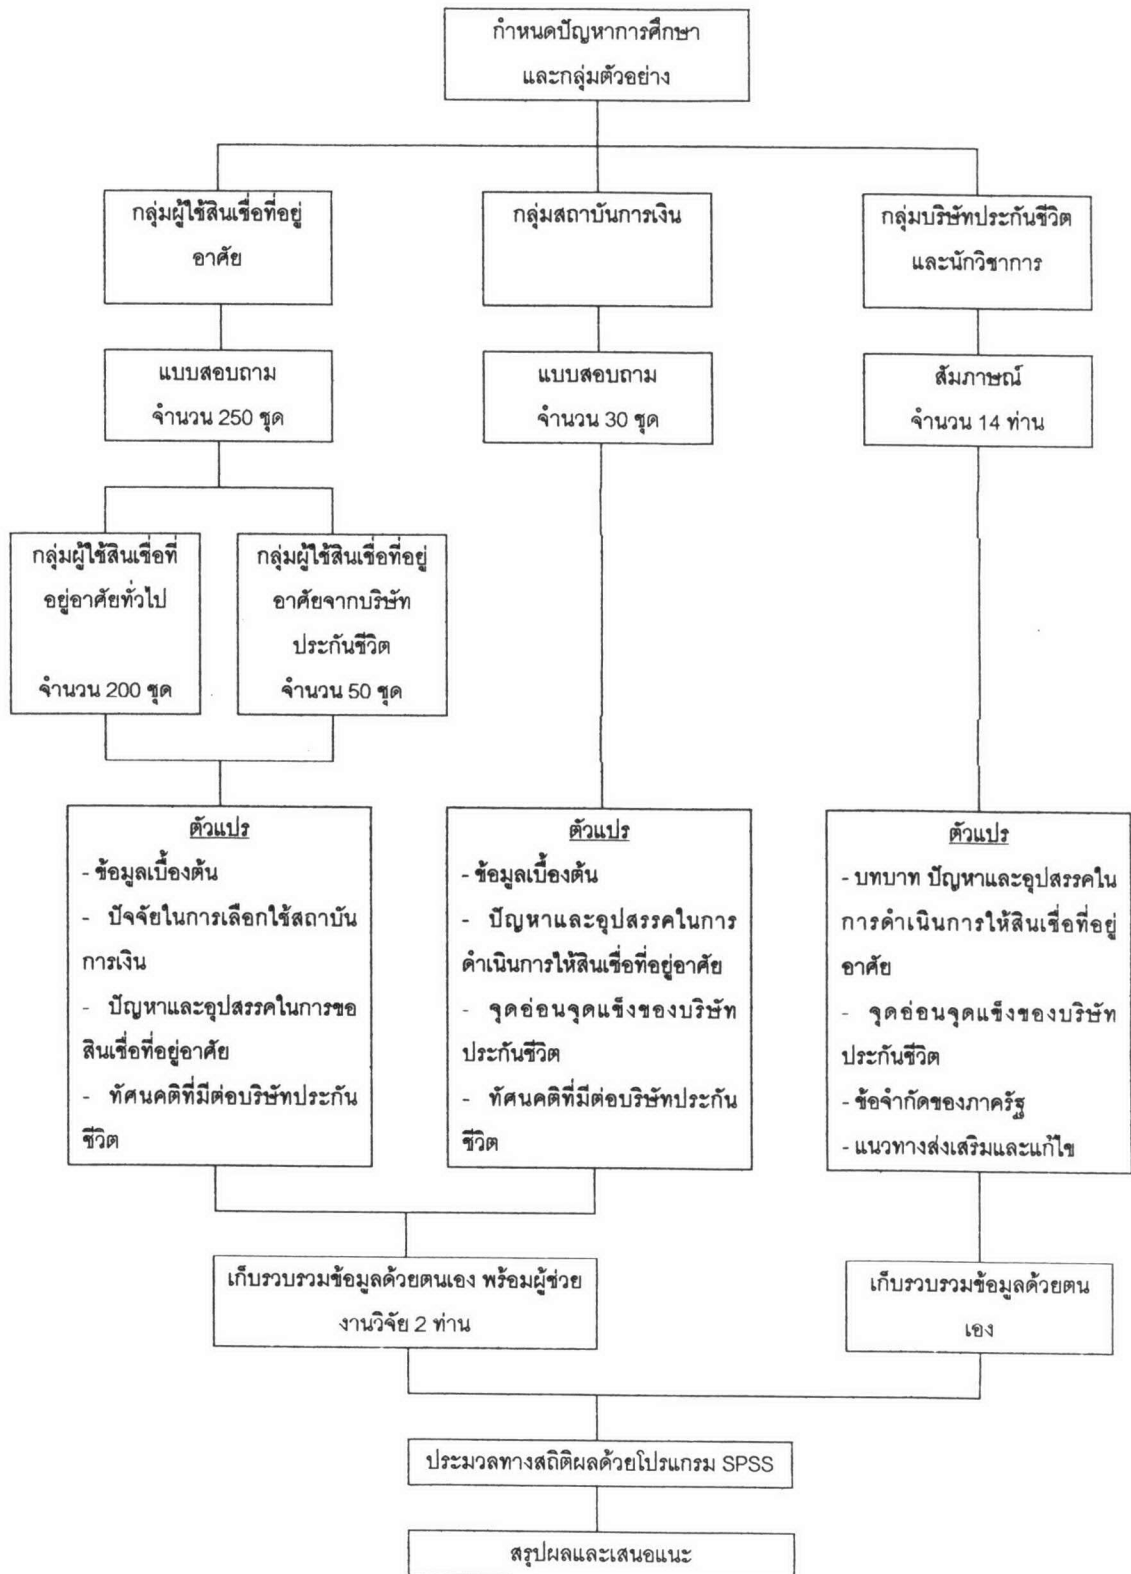 กำหนดปัญหาการศึกษา
และกลุ่มตัวอย่าง
กลุ่มผู้ใช้สินเชื่อที่อยู่
อาศัย
กลุ่มสถาบันการเงิน
กลุ่มบริษัทประกันชีวิต
และนักวิชาการ
แบบสอบถาม
จำนวน 250 ชุด
แบบสอบถาม
จำนวน 30 ชุด
สัมภาษณ์
จำนวน 14 ท่าน
กลุ่มผู้ใช้สินเชื่อที่
อยู่อาศัยทั่วไป
จำนวน 200 ชุด
กลุ่มผู้ใช้สินเชื่อที่อยู่
อาศัยจากบริษัท
ประกันชีวิต
จำนวน 50 ชุด
ตัวแปร
- ข้อมูลเบื้องต้น
- ปัจจัยในการเลือกใช้สถาบัน
การเงิน
- ปัญหาและอุปสรรคในการขอ
สินเชื่อที่อยู่อาศัย
- ทัศนคติที่มีต่อบริษัทประกัน
ชีวิต
ตัวแปร
- ข้อมูลเบื้องต้น
- ปัญหาและอุปสรรคในการ
ดำเนินการให้สินเชื่อที่อยู่อาศัย
- จุดอ่อนจุดแข็งของบริษัท
ประกันชีวิต
- ทัศนคติที่มีต่อบริษัทประกัน
ชีวิต
ตัวแปร
- บทบาท ปัญหาและอุปสรรคใน
การดำเนินการให้สินเชื่อที่อยู่
อาศัย
- จุดอ่อนจุดแข็งของบริษัท
ประกันชีวิต
- ข้อจำกัดของภาครัฐ
- แนวทางส่งเสริมและแก้ไข
เก็บรวบรวมข้อมูลด้วยตนเอง พร้อมผู้ช่วย
งานวิจัย 2 ท่าน
เก็บรวบรวมข้อมูลด้วยตน
เอง
ประมวลทางสถิติผลด้วยโปรแกรม SPSS
สรุปผลและเสนอแนะ